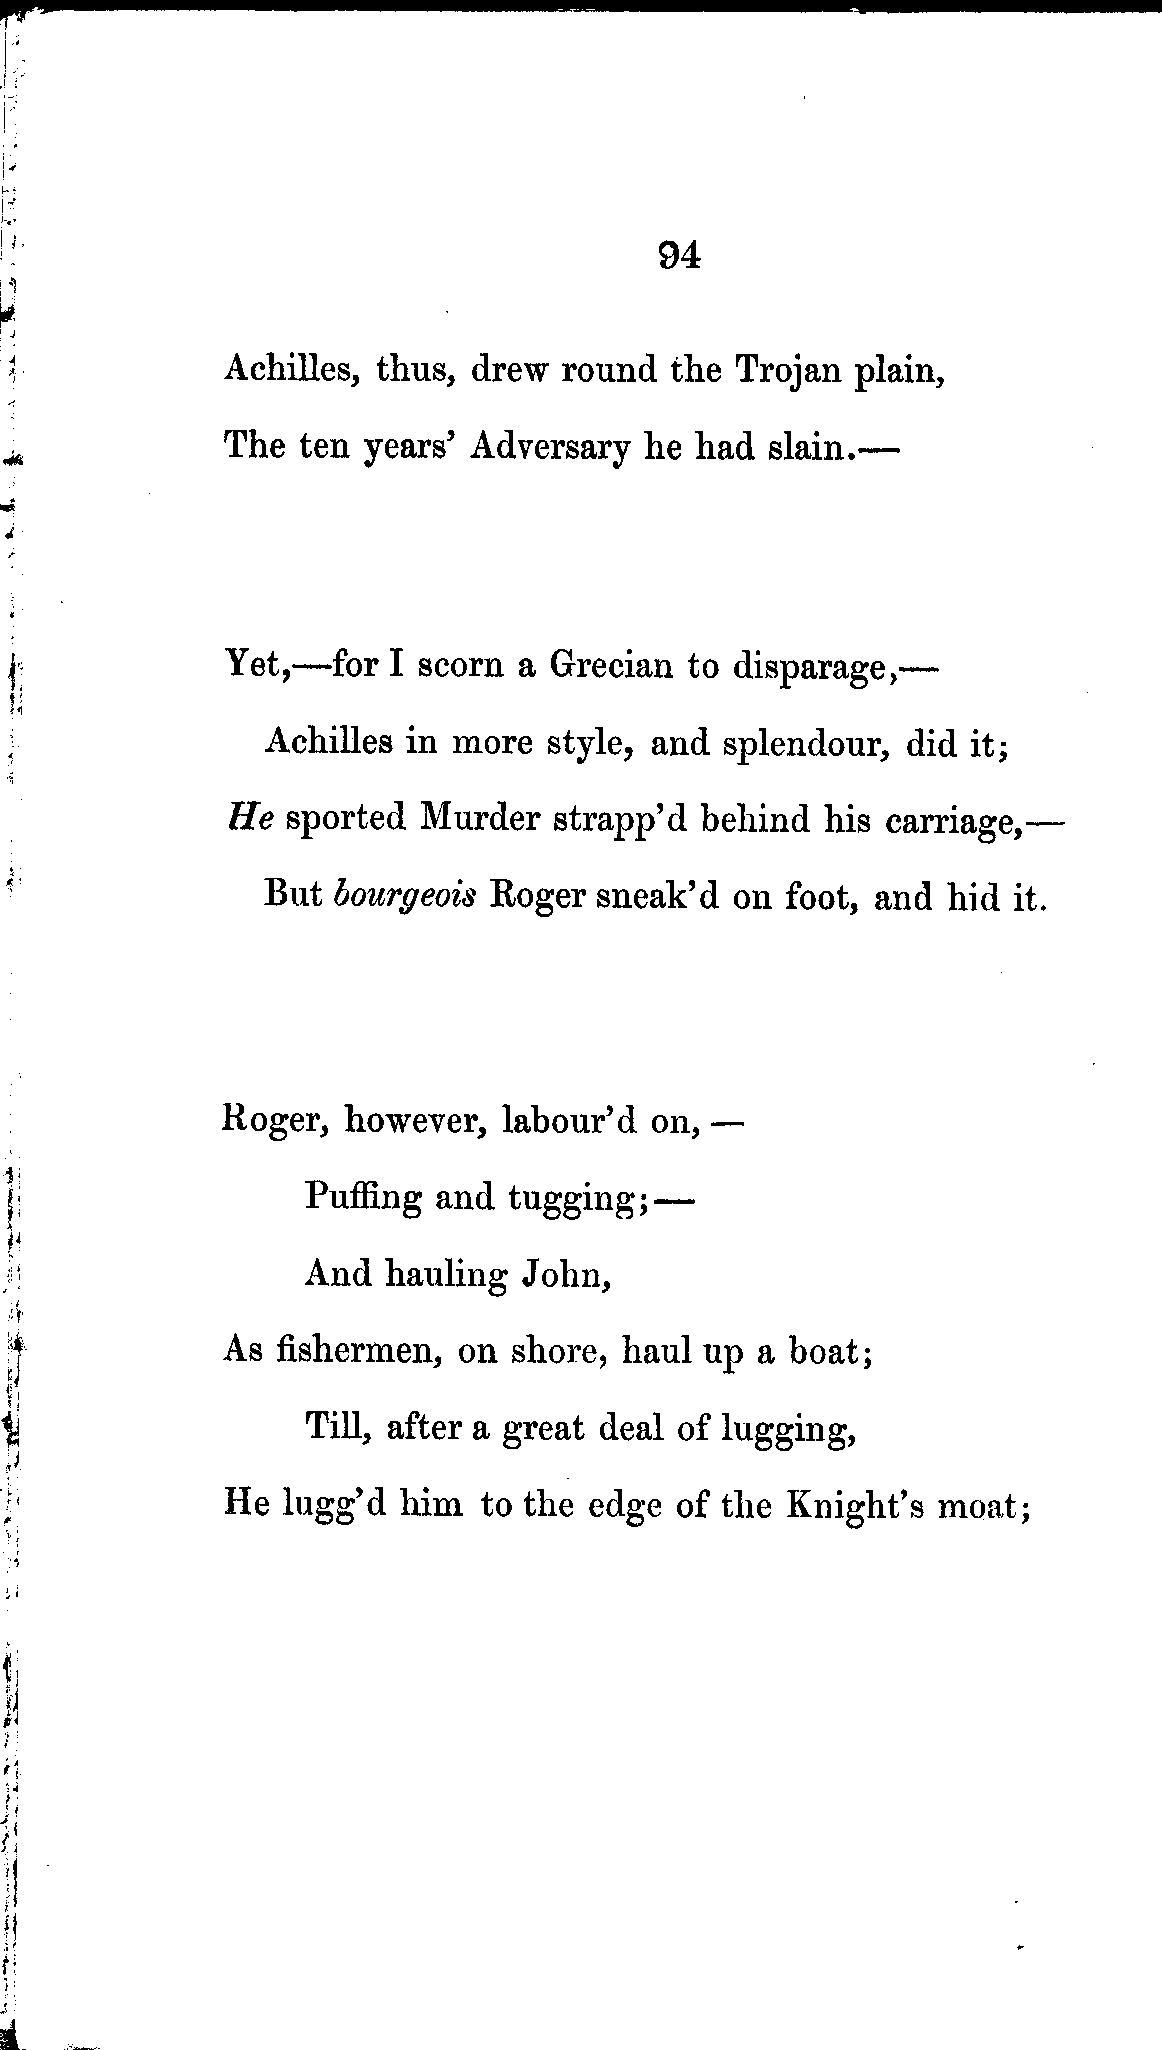 94
Achilles, thus, drew round the Trojan plain,
The ten years’ Adversary he had slain.—
Yet,—for I scorn a Grecian to disparage,—
Achilles in more style, and splendour, did it;
He sported Murder strapp’d behind his carriage,—
But bourgeois Roger sneak’d on foot, and hid it.
Roger, however, labour’d on,—
Puffing and tugging;—
And hauling John,
As fishermen, on shore, haul up a boat;
Till, after a great deal of lugging,
He lugg’d him to the edge of the Knight’s moat;